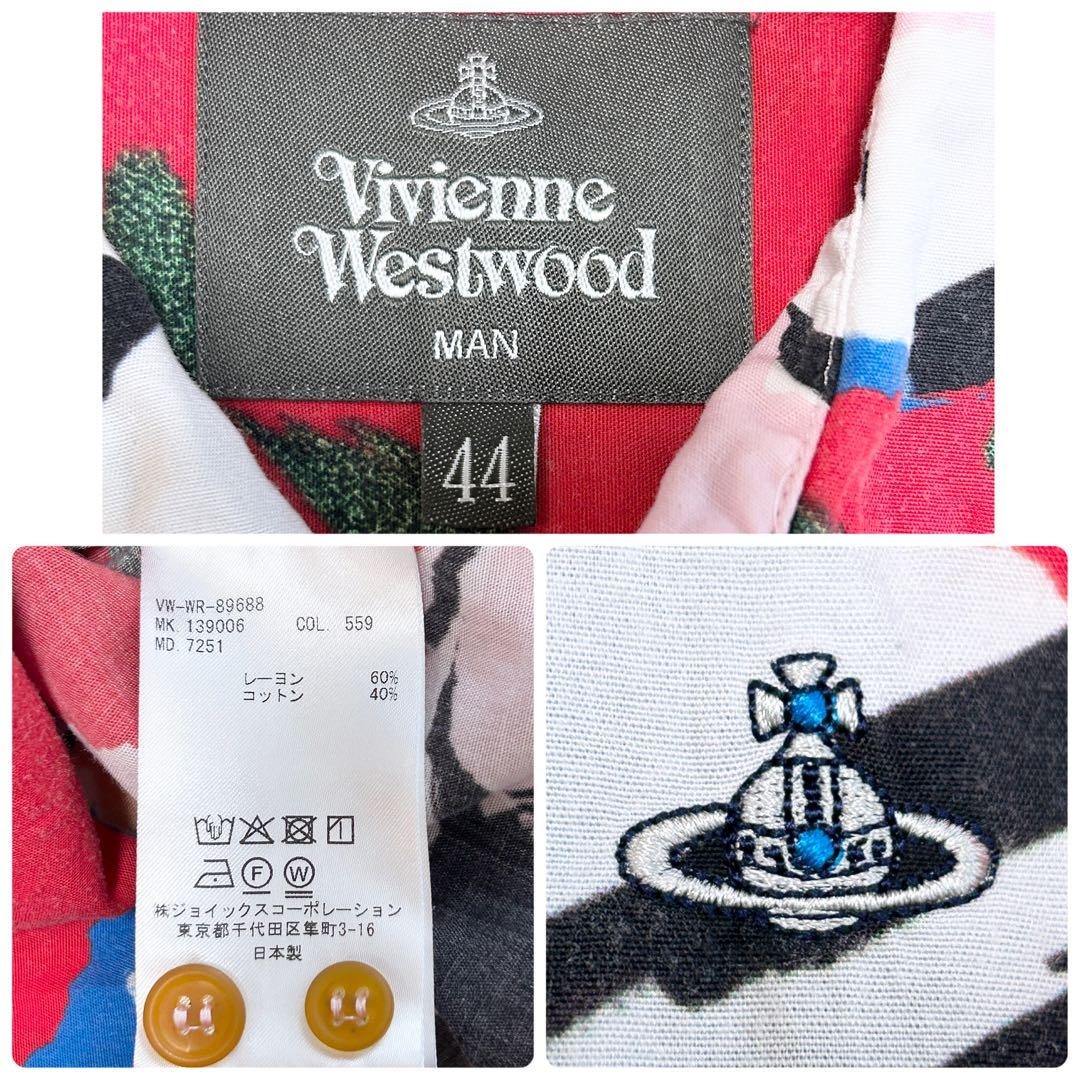 Vivienne
Westwood
MAN
44
VW-WR-89688
MK. 139006 COL. 559
MD. 7251
レーヨン 60%
コットン 40%
F W
㈱ジョイックスコーポレーション
東京都千代田区隼町3-16
日本製